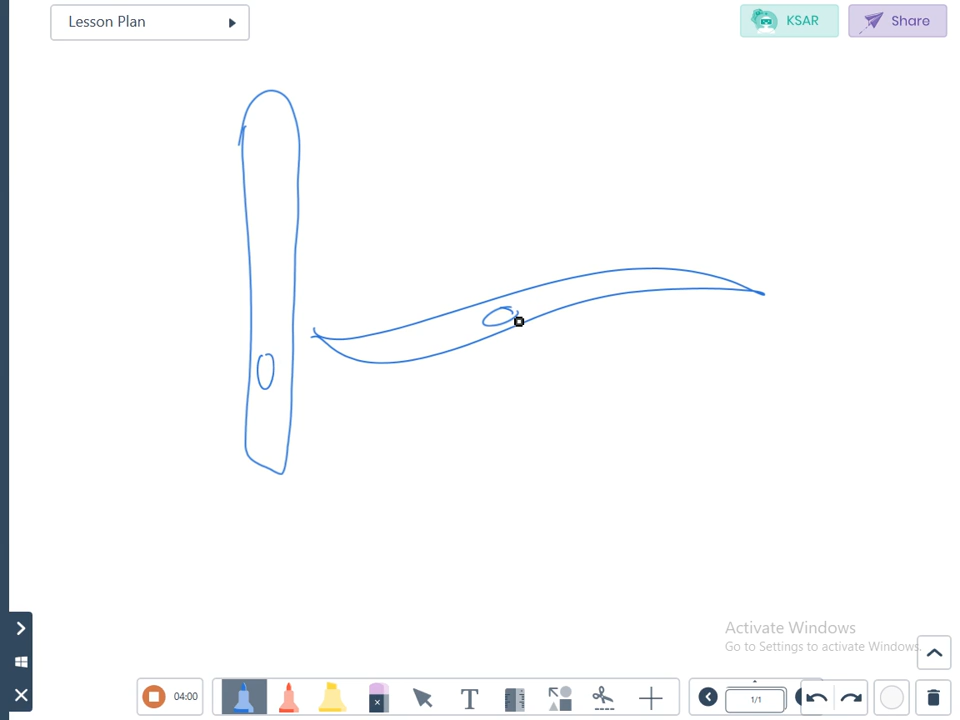 Lesson Plan
KSAR
Share
Activate Windows
Go to Settings to activate Windows.
04:00
T
1/1